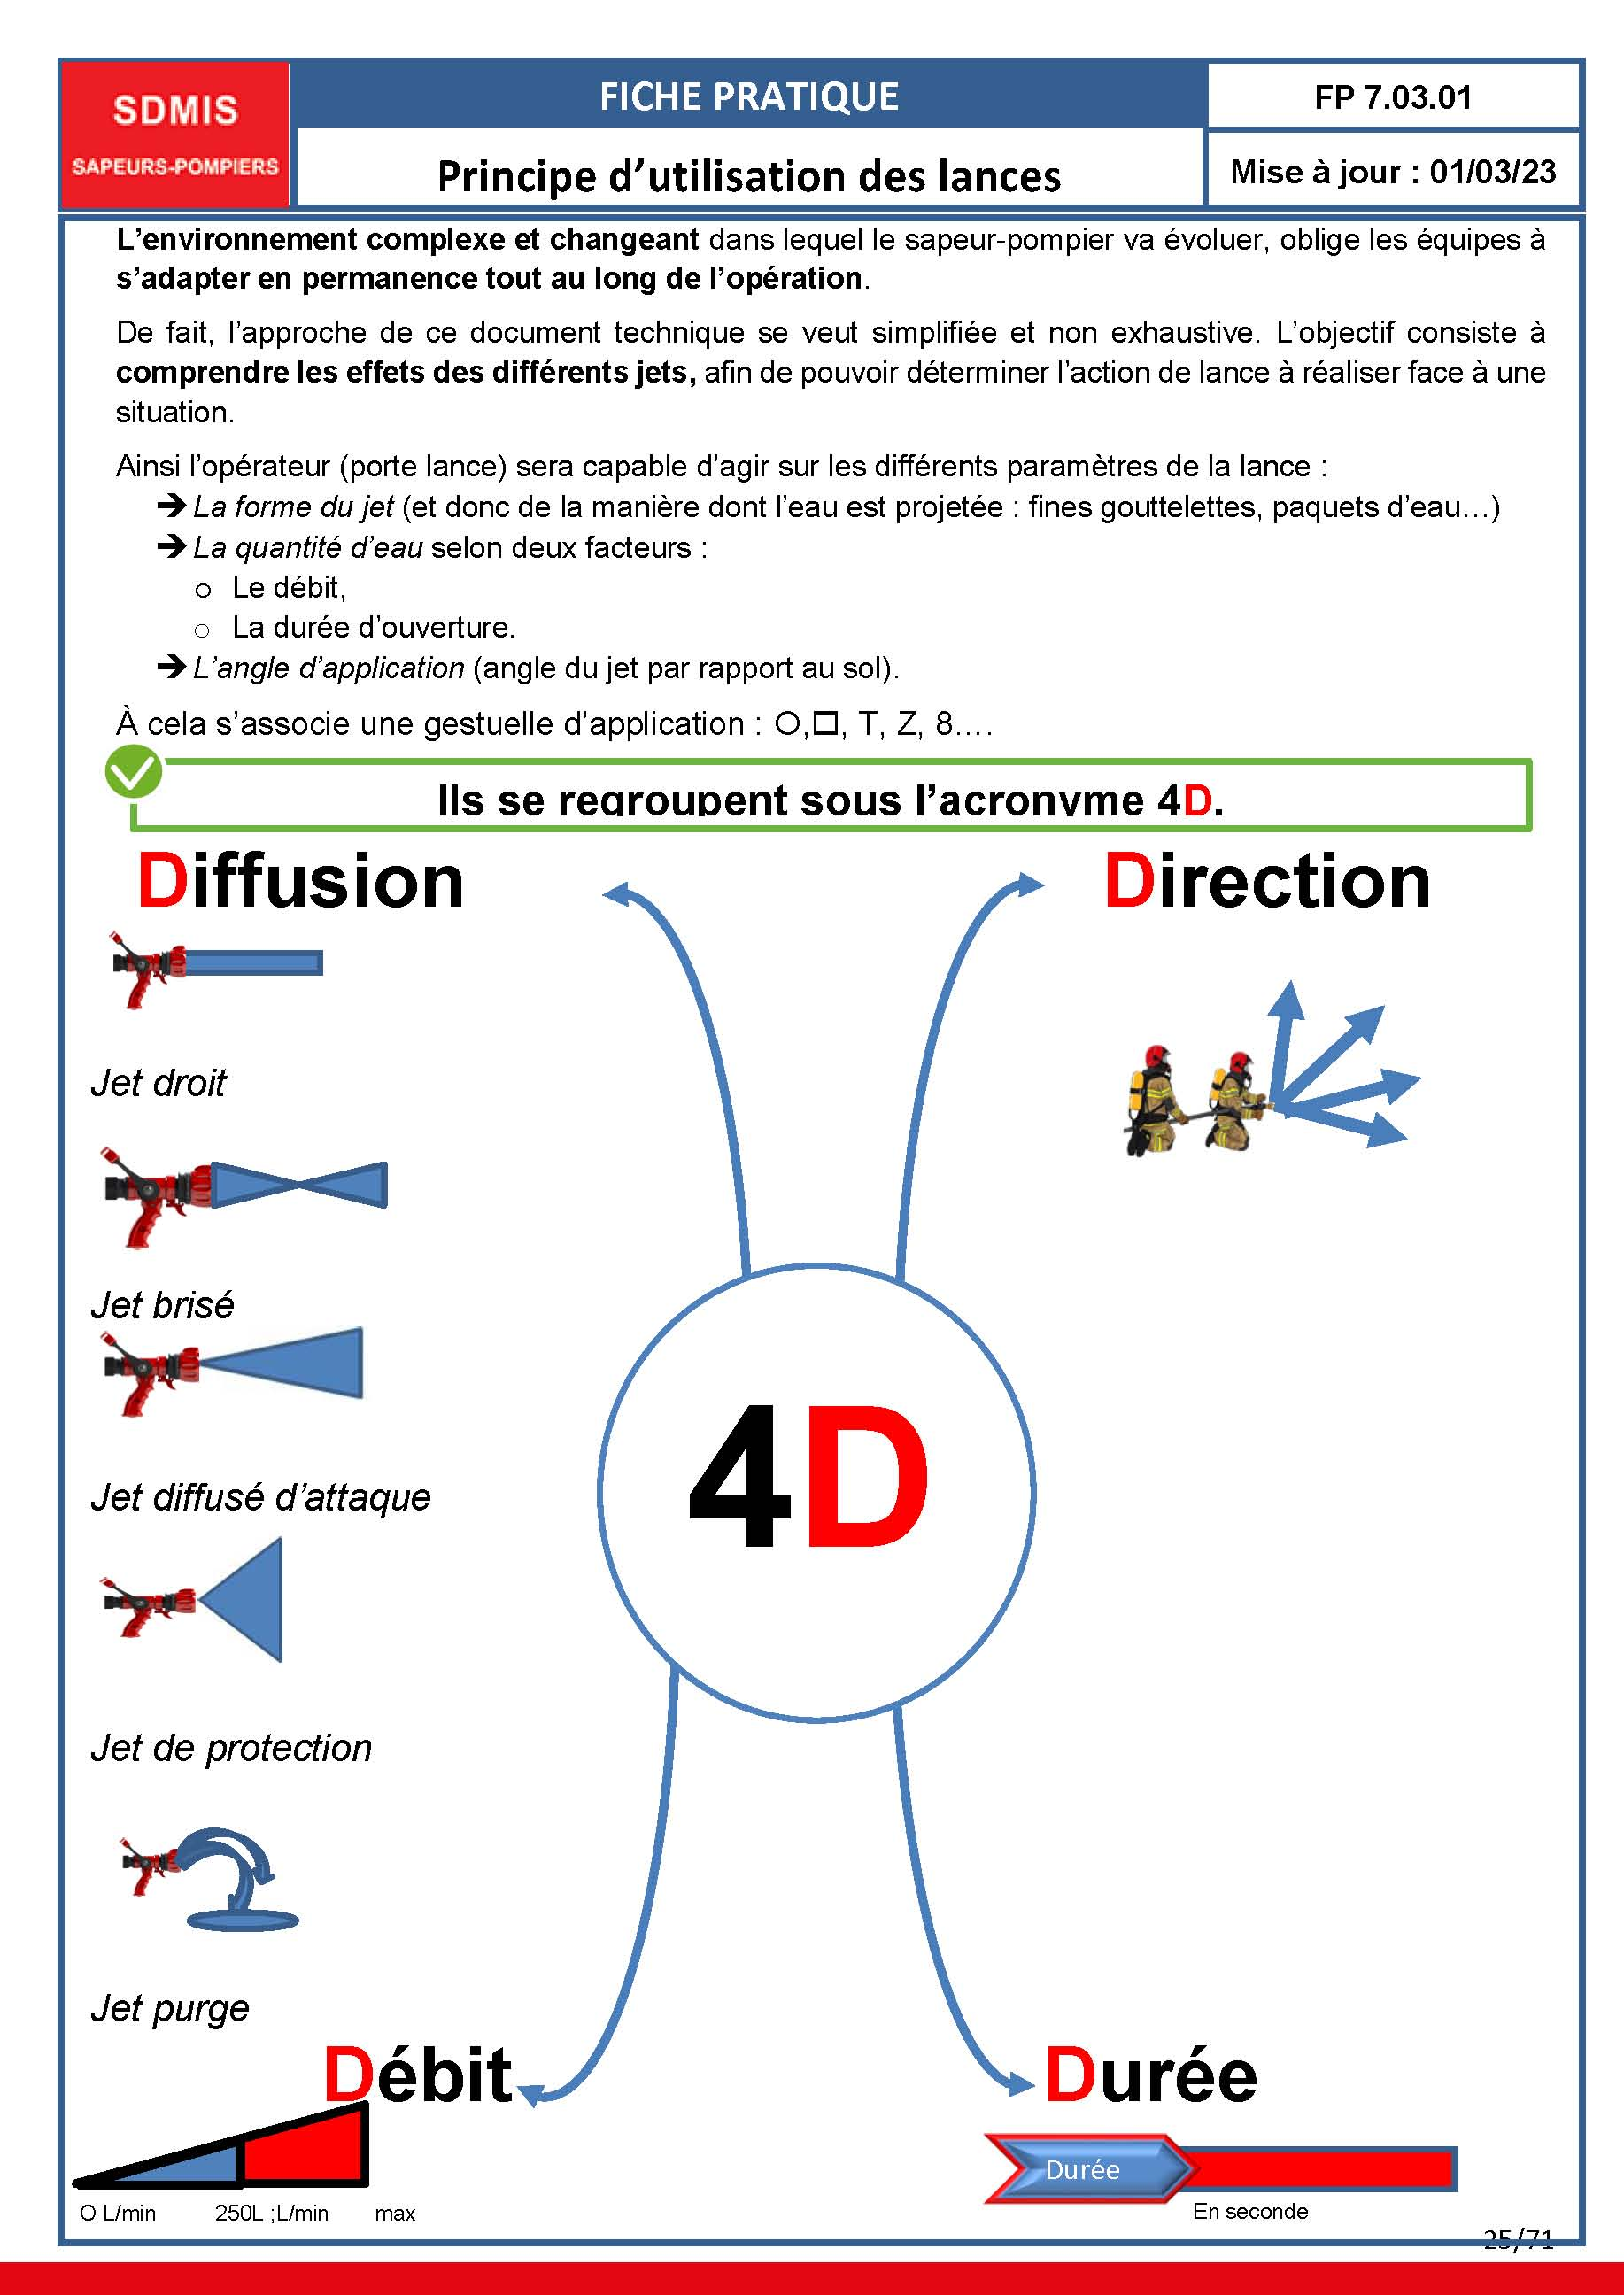 SDMIS
SAPEURS-POMPIERS
FICHE PRATIQUE
Principe d’utilisation des lances
FP 7.03.01
Mise à jour : 01/03/23
L’environnement complexe et changeant dans lequel le sapeur-pompier va évoluer, oblige les équipes à
s’adapter en permanence tout au long de l’opération.
De fait, l’approche de ce document technique se veut simplifiée et non exhaustive. L’objectif consiste à
comprendre les effets des différents jets, afin de pouvoir déterminer l’action de lance à réaliser face à une
situation.
Ainsi l’opérateur (porte lance) sera capable d’agir sur les différents paramètres de la lance :
➔ La forme du jet (et donc de la manière dont l’eau est projetée : fines gouttelettes, paquets d’eau…)
➔ La quantité d’eau selon deux facteurs :
o Le débit,
o La durée d’ouverture.
➔ L’angle d’application (angle du jet par rapport au sol).
À cela s’associe une gestuelle d’application : O,□, T, Z, 8….
Ils se regroupent sous l’acronyme 4D.
Diffusion
Direction
Jet droit
Jet brisé
Jet diffusé d’attaque
4D
Jet de protection
Jet purge
Débit
Durée
Durée
O L/min 250L ;L/min max
En seconde
25/71